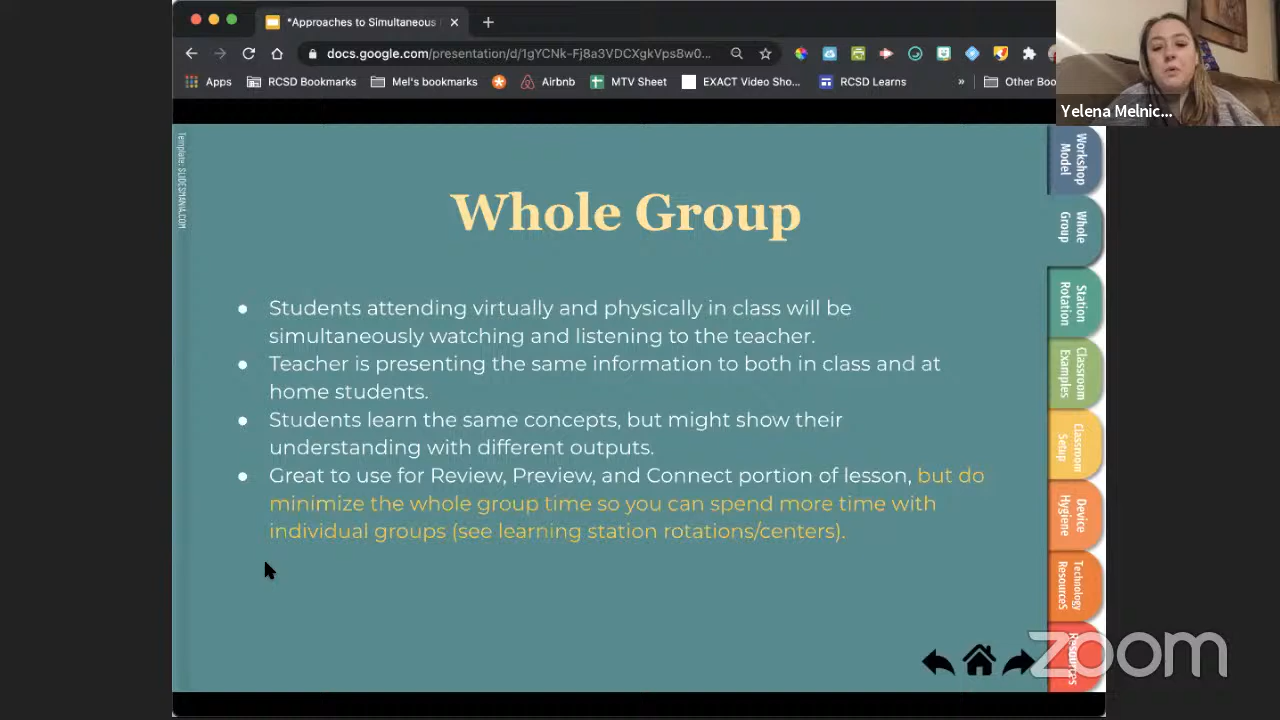 *Approaches to Simultaneous
docs.google.com/presentation/d/1gYCNk-Fj8a3VDCXgkVpsBw0...
Apps RCSD Bookmarks Mel's bookmarks Airbnb MTV Sheet EXACT Video Sho... RCSD Learns » Other Boo
Yelena Melnic...
Template: SLIDESMANIA.COM
Whole Group
● Students attending virtually and physically in class will be
simultaneously watching and listening to the teacher.
● Teacher is presenting the same information to both in class and at
home students.
● Students learn the same concepts, but might show their
understanding with different outputs.
● Great to use for Review, Preview, and Connect portion of lesson, but do
minimize the whole group time so you can spend more time with
individual groups (see learning station rotations/centers).
Workshop
Model
Whole
Group
Station
Rotation
Classroom
Examples
Classroom
Setup
Device
Hygiene
Technology
Resources
Resources
zoom